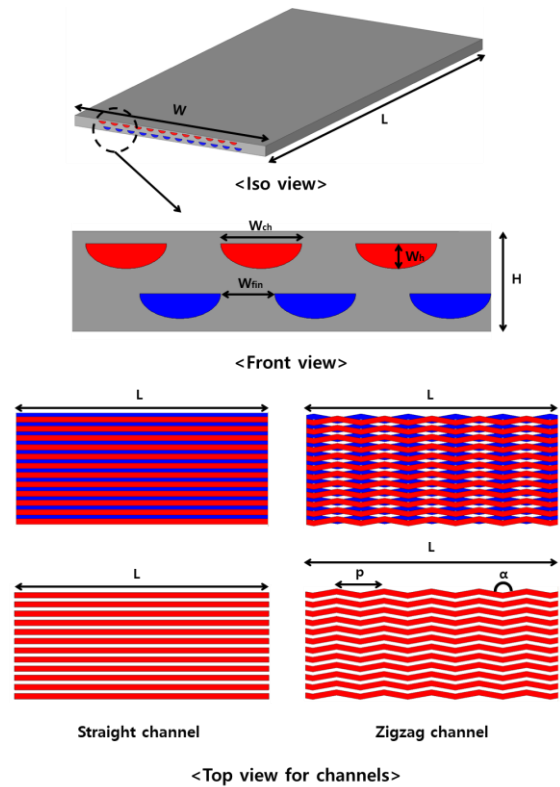 W
L
<Iso view>
Wch
Wh
Wfin
H
<Front view>
L
L
L
L
p
α
Straight channel
Zigzag channel
<Top view for channels>